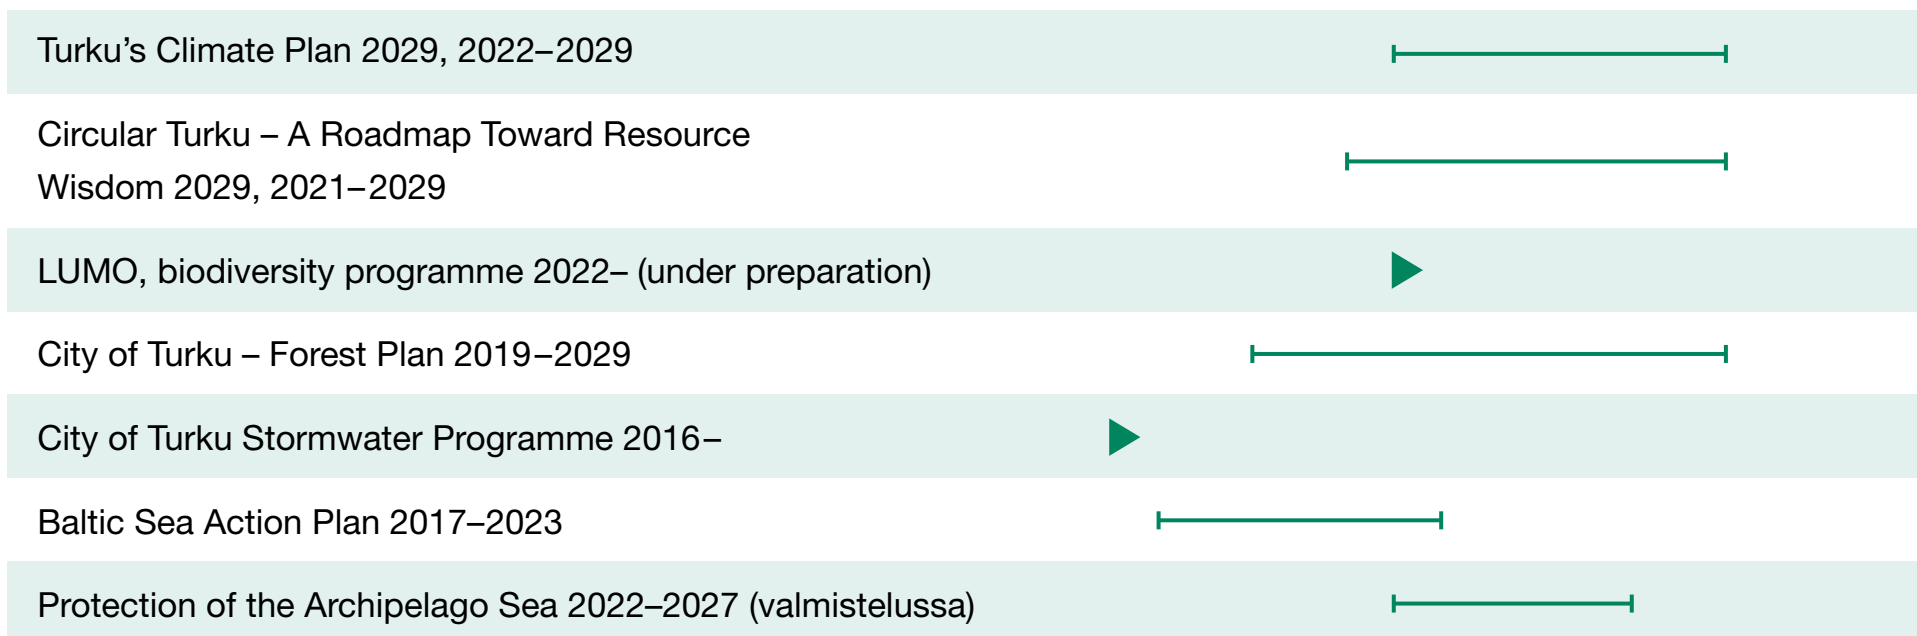 Turku’s Climate Plan 2029, 2022–2029
Circular Turku – A Roadmap Toward Resource
Wisdom 2029, 2021–2029
LUMO, biodiversity programme 2022– (under preparation)
City of Turku – Forest Plan 2019–2029
City of Turku Stormwater Programme 2016–
Baltic Sea Action Plan 2017–2023
Protection of the Archipelago Sea 2022–2027 (valmistelussa)